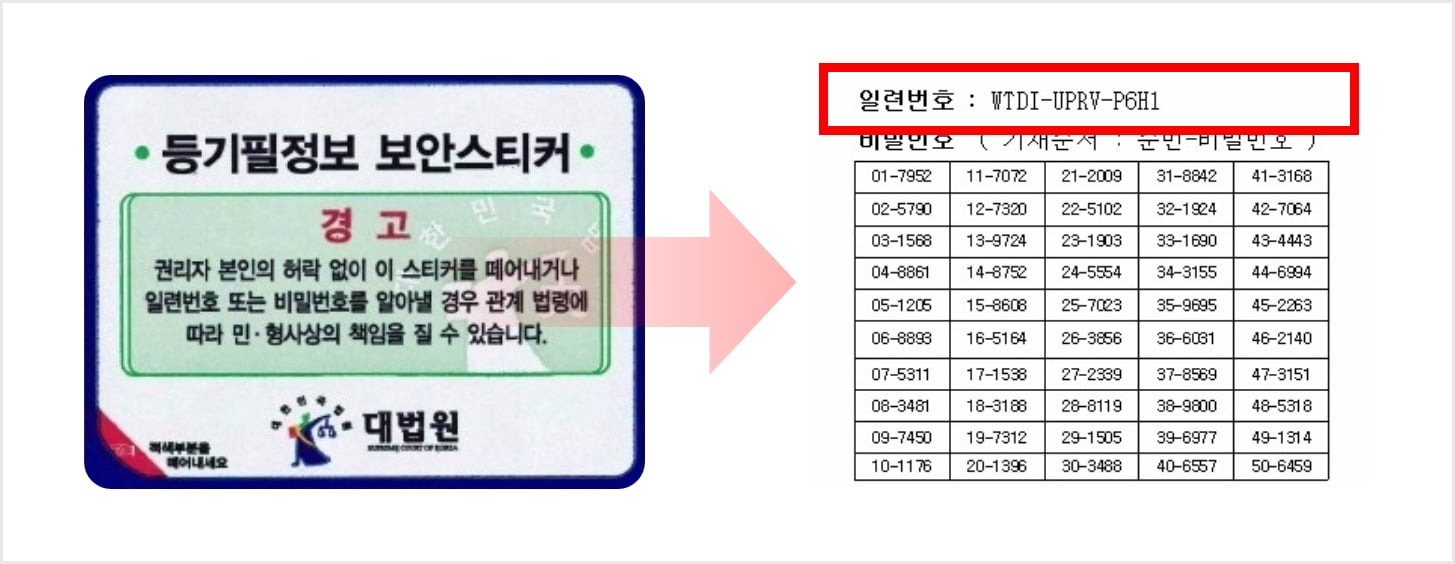 등기필정보 보안스티커
경 고
권리자 본인의 허락 없이 이 스티커를 떼어내거나
일련번호 또는 비밀번호를 알아낼 경우 관계 법령에
따라 민·형사상의 책임을 질 수 있습니다.
대법원
SUPREME COURT OF KOREA
적색부분을
떼어내세요
일련번호 : WTDI-UPRV-P6H1
비밀번호 ( 기재순서 : 순번-비밀번호 )
01-7952 11-7072 21-2009 31-8842 41-3168
02-5790 12-7320 22-5102 32-1924 42-7064
03-1568 13-9724 23-1903 33-1690 43-4443
04-8861 14-8752 24-5554 34-3155 44-6994
05-1205 15-8608 25-7023 35-9695 45-2263
06-8893 16-5164 26-3856 36-6031 46-2140
07-5311 17-1538 27-2339 37-8569 47-3151
08-3481 18-3188 28-8119 38-9800 48-5318
09-7450 19-7312 29-1505 39-6977 49-1314
10-1176 20-1396 30-3488 40-6557 50-6459